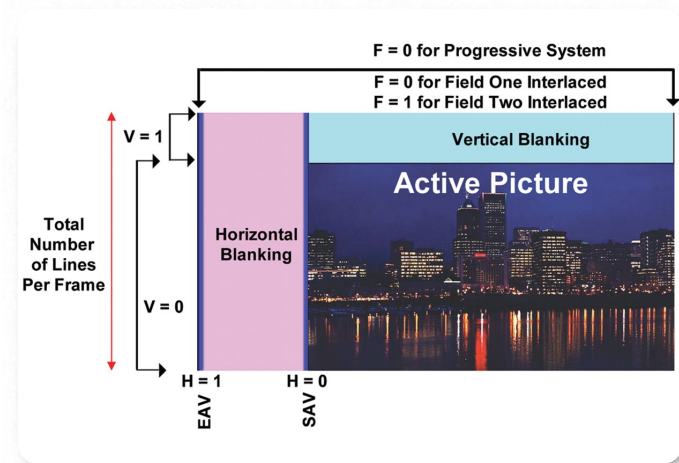 F = 0 for Progressive System
F = 0 for Field One Interlaced
F = 1 for Field Two Interlaced
V = 1
Vertical Blanking
Active Picture
Total
Number
of Lines
Per Frame
Horizontal
Blanking
V = 0
H = 1
H = 0
EAV
SAV